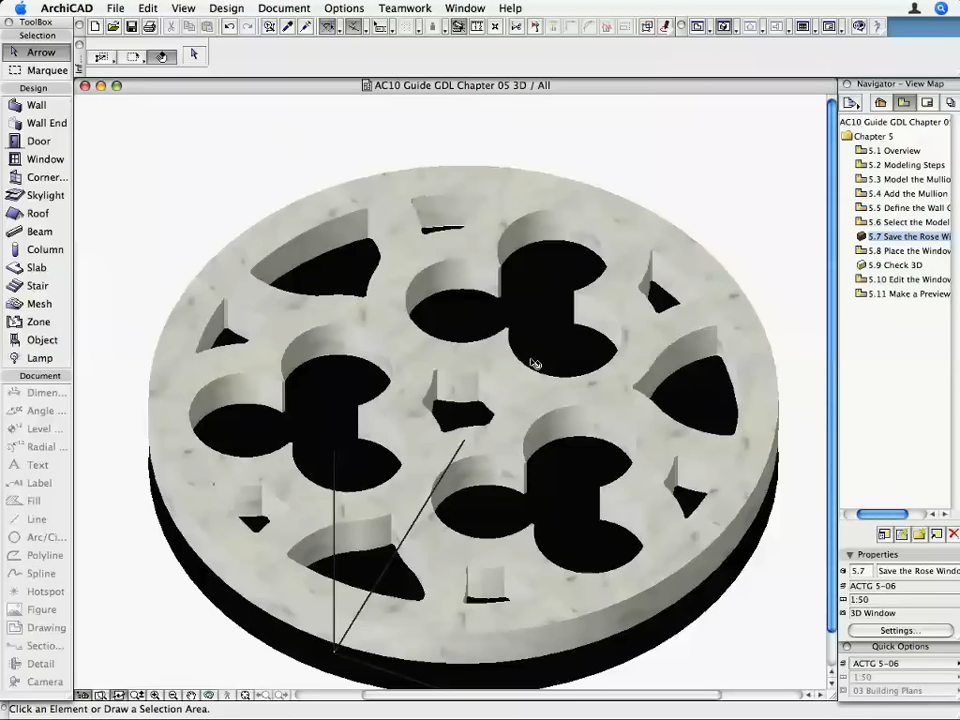 ArchiCAD File Edit View Design Document Options Teamwork Window Help
ToolBox
Selection
Arrow
Marquee
Design
Wall
Wall End
Door
Window
Corner...
Skylight
Roof
Beam
Column
Slab
Stair
Mesh
Zone
Object
Lamp
Document
Dimen...
Angle ...
Level ...
Radial ...
Text
Label
Fill
Line
Arc/Ci...
Polyline
Spline
Hotspot
Figure
Drawing
Sectio...
Detail
Camera
AC10 Guide GDL Chapter 05 3D / All
Navigator - View Map
AC10 Guide GDL Chapter 05
Chapter 5
5.1 Overview
5.2 Modeling Steps
5.3 Model the Mullio
5.4 Add the Mullion
5.5 Define the Wall C
5.6 Select the Model
5.7 Save the Rose Wi
5.8 Place the Window
5.9 Check 3D
5.10 Edit the Window
5.11 Make a Preview
Properties
5.7 Save the Rose Windo
ACTG 5-06
1:50
3D Window
Settings...
Quick Options
ACTG 5-06
1:50
03 Building Plans
Click an Element or Draw a Selection Area.